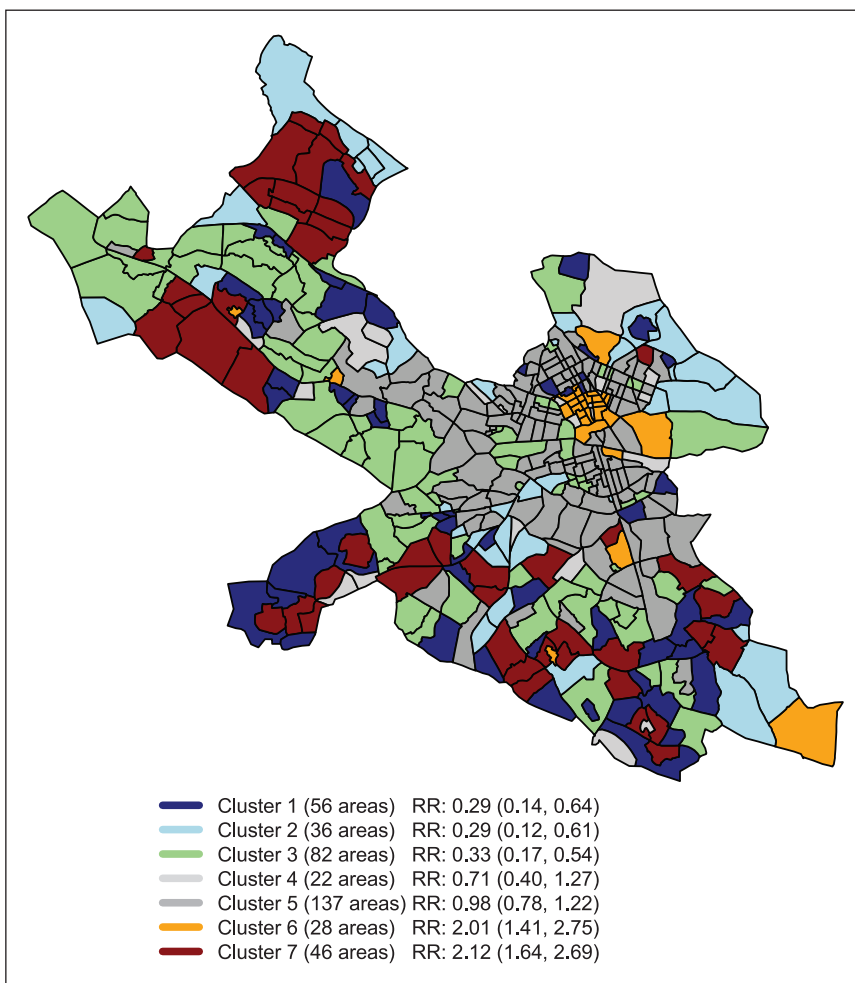 Cluster 1 (56 areas) RR: 0.29 (0.14, 0.64)
Cluster 2 (36 areas) RR: 0.29 (0.12, 0.61)
Cluster 3 (82 areas) RR: 0.33 (0.17, 0.54)
Cluster 4 (22 areas) RR: 0.71 (0.40, 1.27)
Cluster 5 (137 areas) RR: 0.98 (0.78, 1.22)
Cluster 6 (28 areas) RR: 2.01 (1.41, 2.75)
Cluster 7 (46 areas) RR: 2.12 (1.64, 2.69)